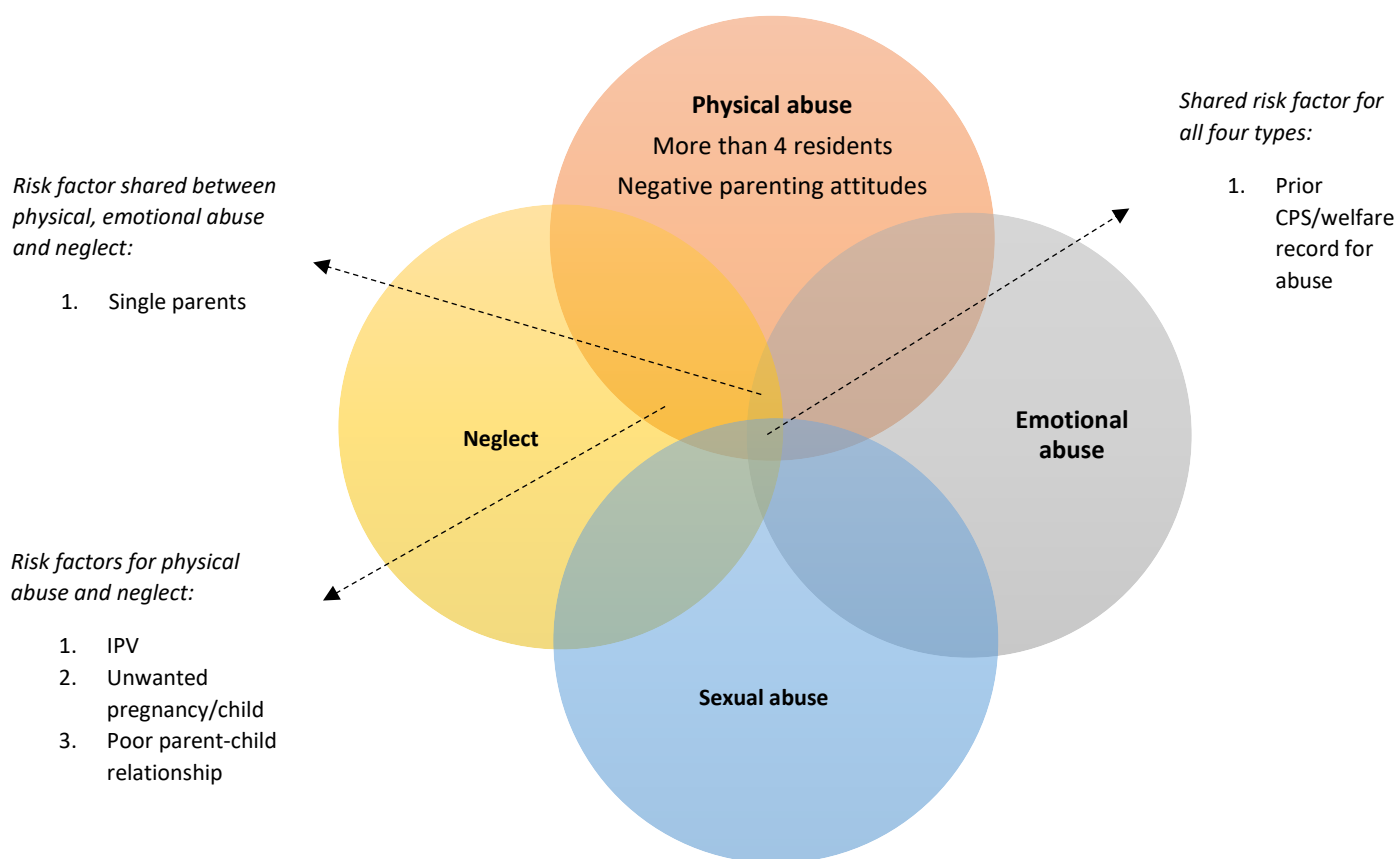 Physical abuse
More than 4 residents
Negative parenting attitudes
Shared risk factor for
all four types:
1. Prior
CPS/welfare
record for
abuse
Risk factor shared between
physical, emotional abuse
and neglect:
1. Single parents
Neglect
Emotional
abuse
Risk factors for physical
abuse and neglect:
1. IPV
2. Unwanted
pregnancy/child
3. Poor parent-child
relationship
Sexual abuse